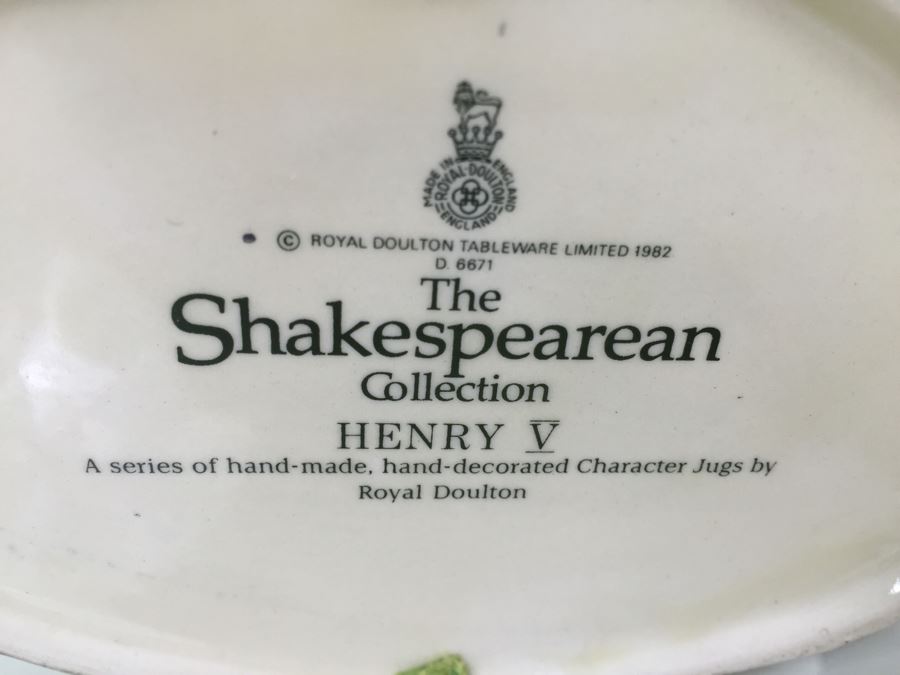 MADE IN ENGLAND
ROYAL·DOULTON
ENGLAND
© ROYAL DOULTON TABLEWARE LIMITED 1982
D. 6671
The
Shakespearean
Collection
HENRY V
A series of hand-made, hand-decorated Character Jugs by
Royal Doulton